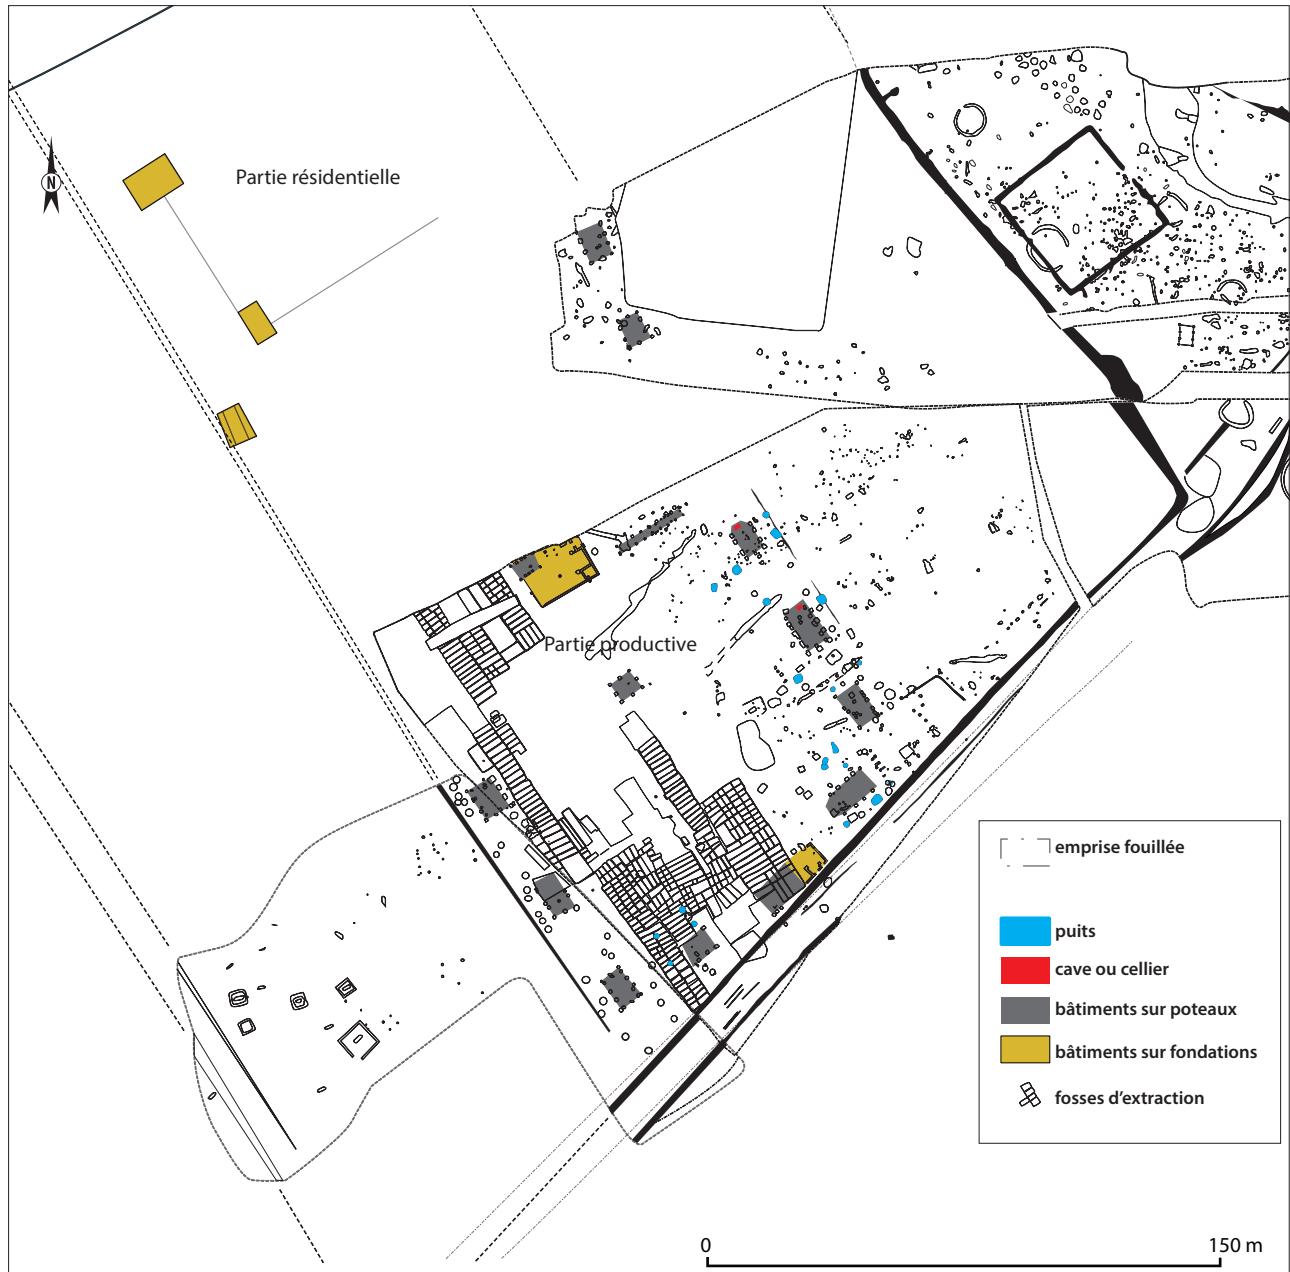 N
Partie résidentielle
Partie productive
emprise fouillée
puits
cave ou cellier
bâtiments sur poteaux
bâtiments sur fondations
fosses d'extraction
0 150 m